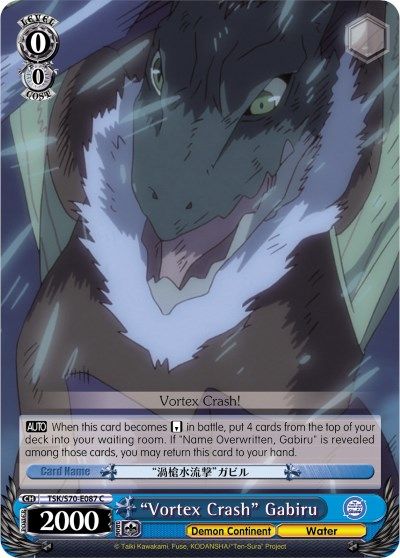 LEVEL
0
0
COST
Vortex Crash!
AUTO When this card becomes in battle, put 4 cards from the top of your
deck into your waiting room. If "Name Overwritten, Gabiru" is revealed
among those cards, you may return this card to your hand.
Card Name "渦槍水流撃"ガビル
CH TSK/S70-E087 C
"Vortex Crash" Gabiru
POWER 2000
Demon Continent Water
© Taiki Kawakami, Fuse, KODANSHA/"Ten-Sura" Project